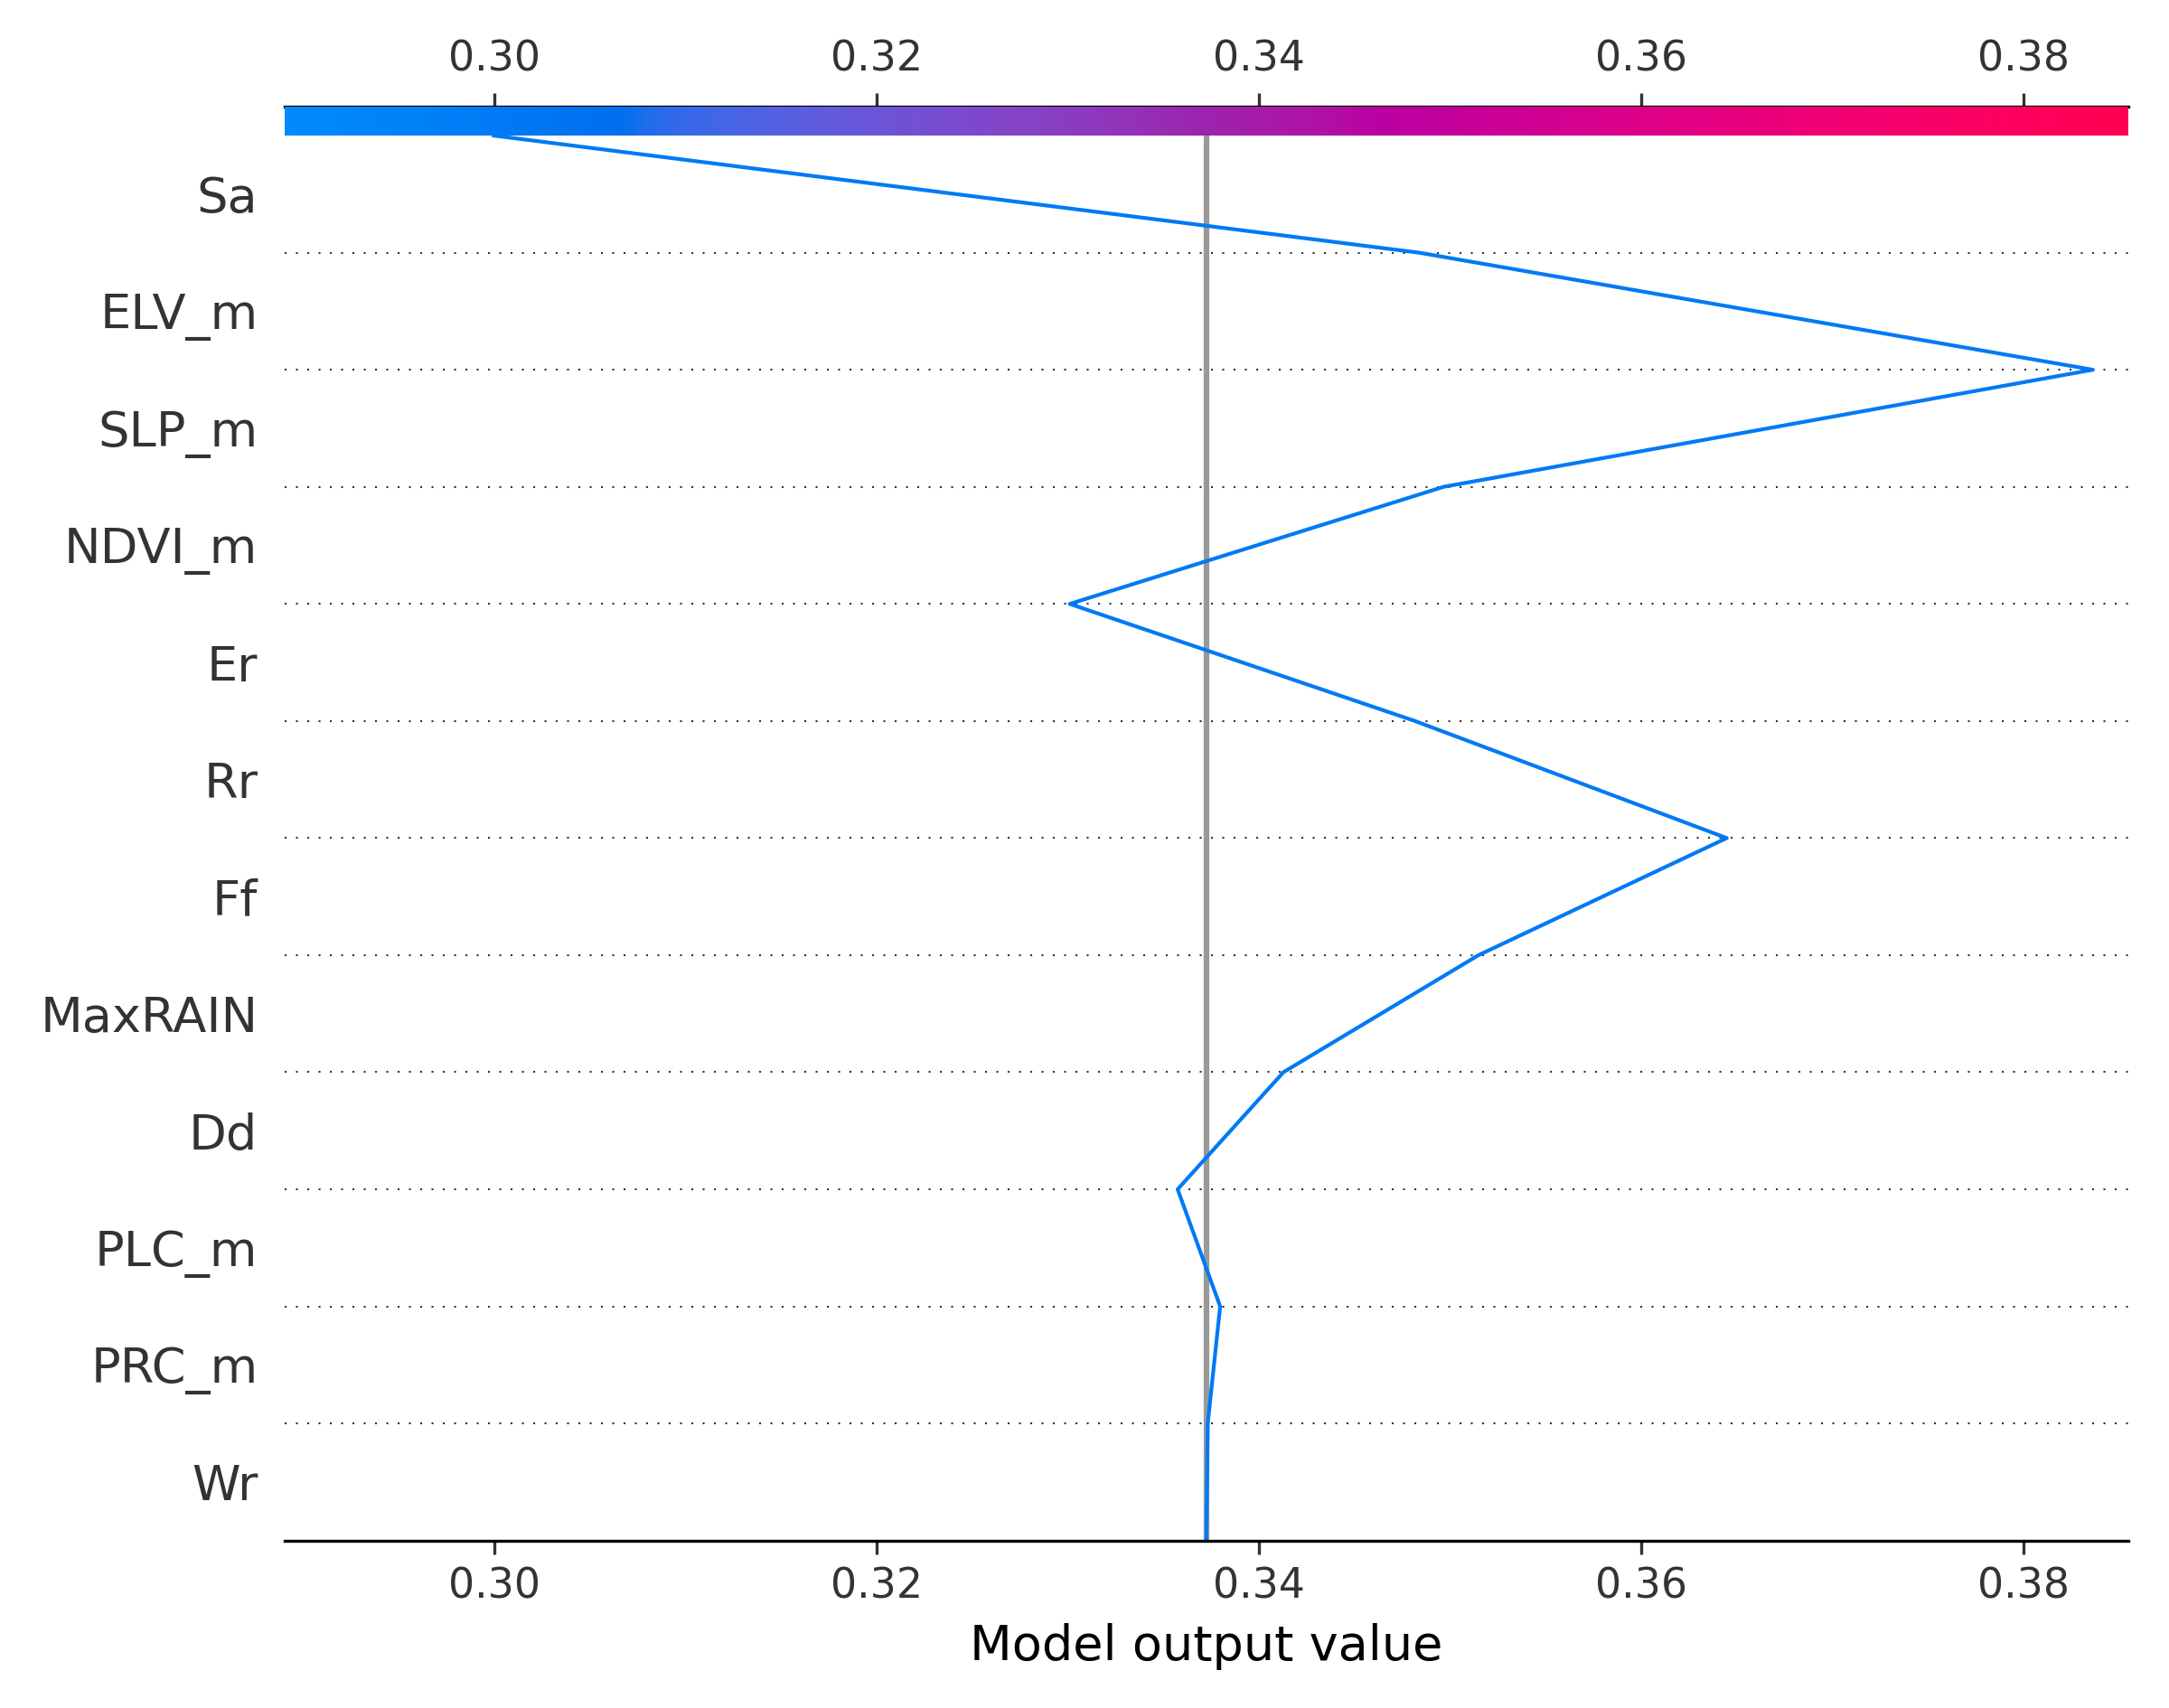 0.30 0.32 0.34 0.36 0.38
Sa
ELV_m
SLP_m
NDVI_m
Er
Rr
Ff
MaxRAIN
Dd
PLC_m
PRC_m
Wr
0.30 0.32 0.34 0.36 0.38
Model output value